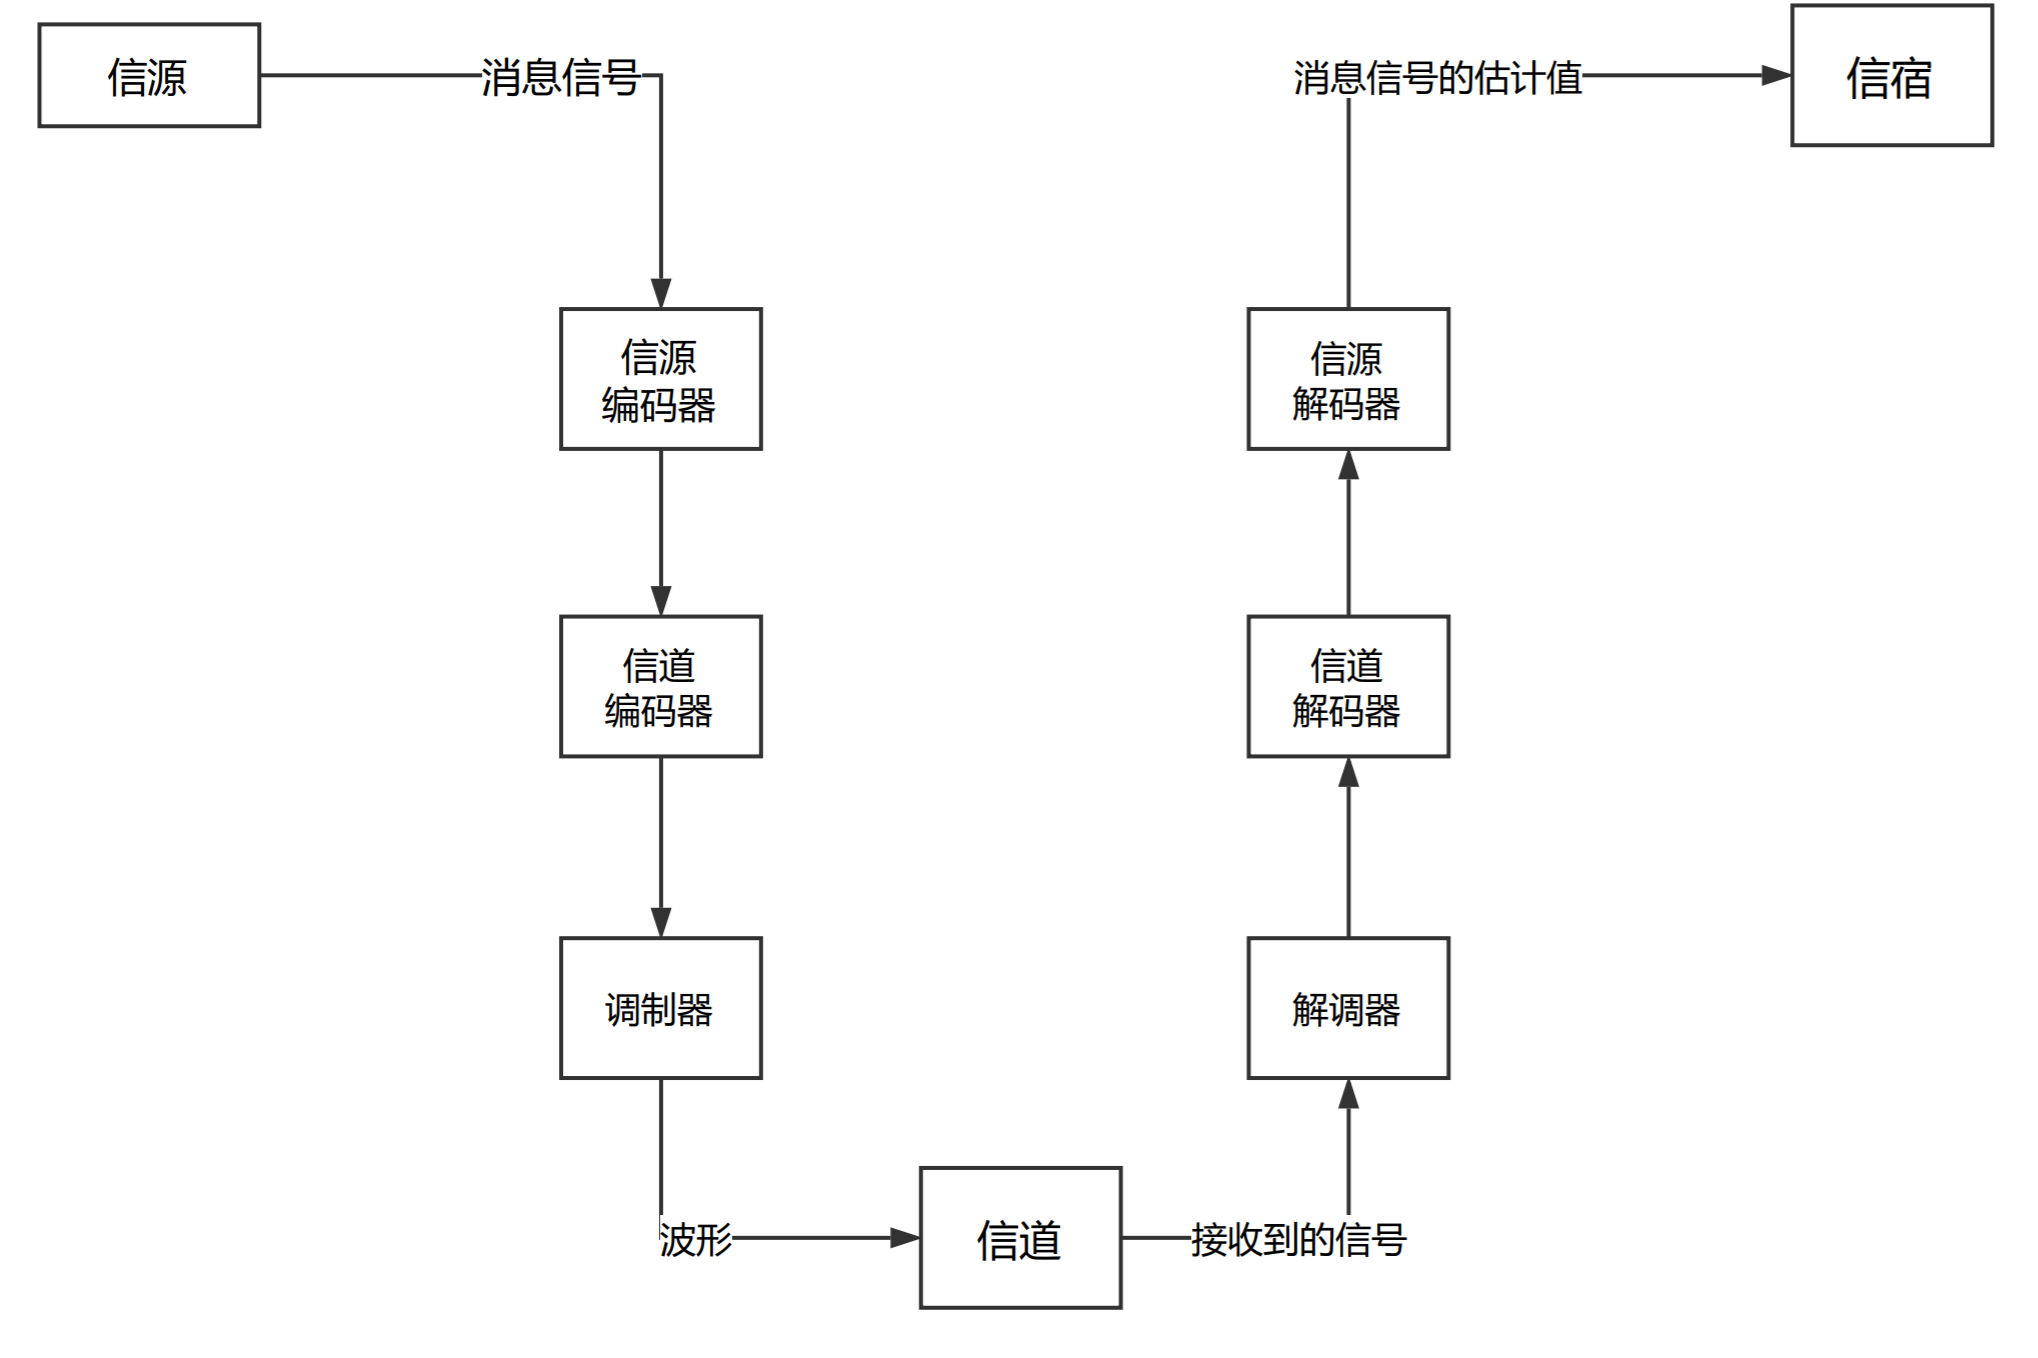 信源
消息信号
信源
编码器
信道
编码器
调制器
波形
信道
接收到的信号
解调器
信道
解码器
信源
解码器
消息信号的估计值
信宿